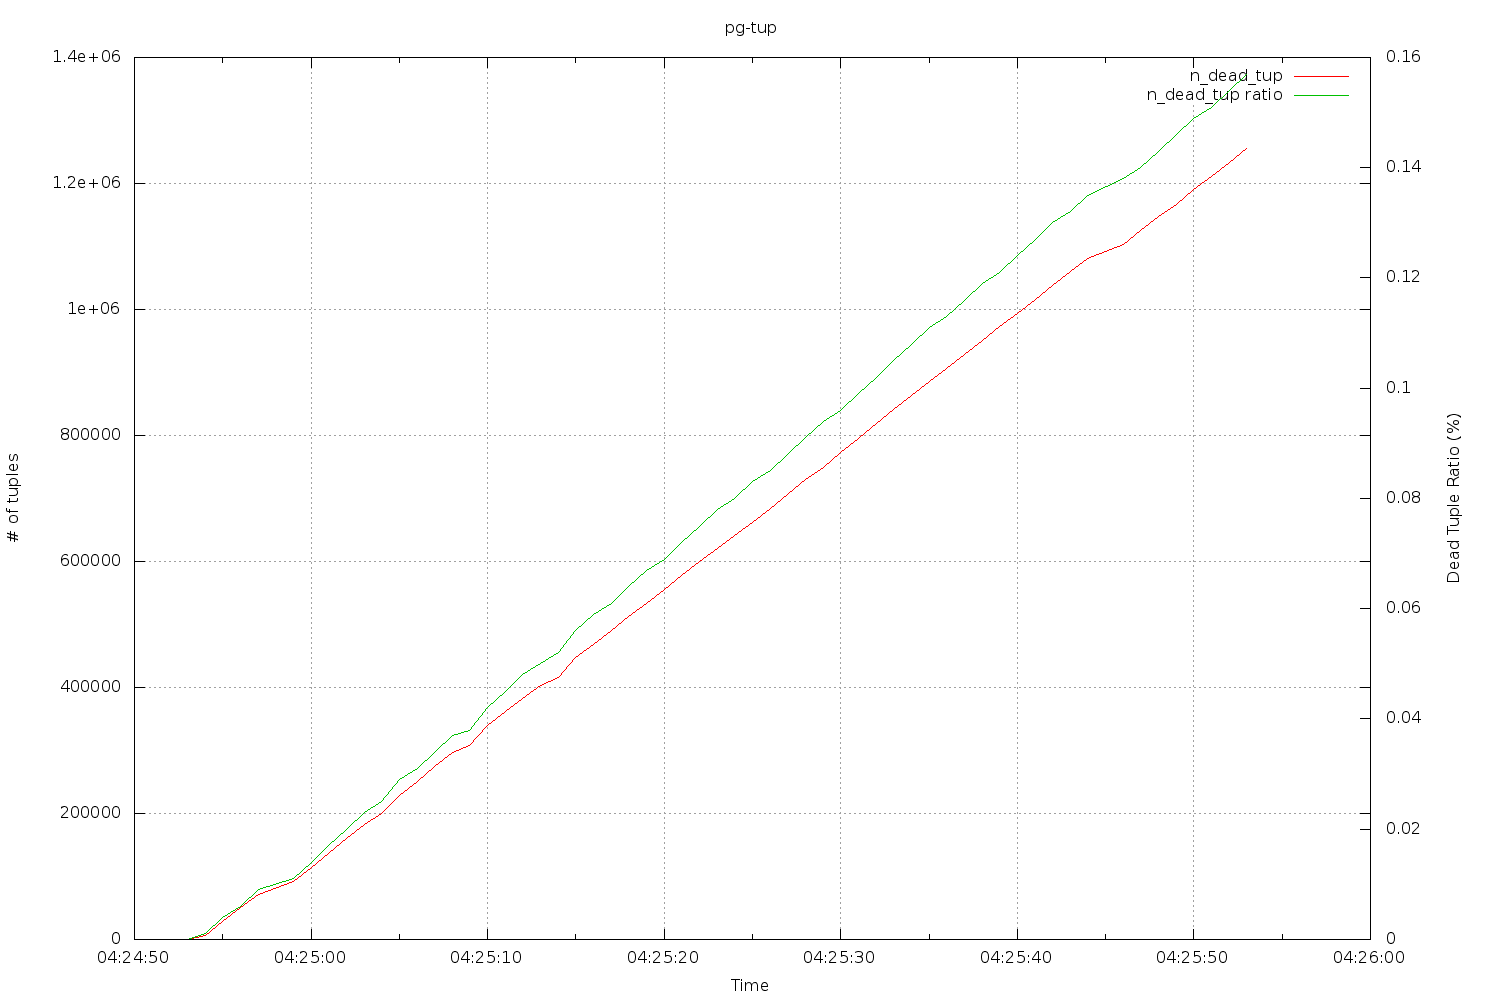 pg-tup
1.4e+06
1.2e+06
1e+06
800000
600000
400000
200000
0
# of tuples
n_dead_tup
n_dead_tup ratio
0.16
0.14
0.12
0.1
0.08
0.06
0.04
0.02
0
Dead Tuple Ratio (%)
04:24:50 04:25:00 04:25:10 04:25:20 04:25:30 04:25:40 04:25:50 04:26:00
Time